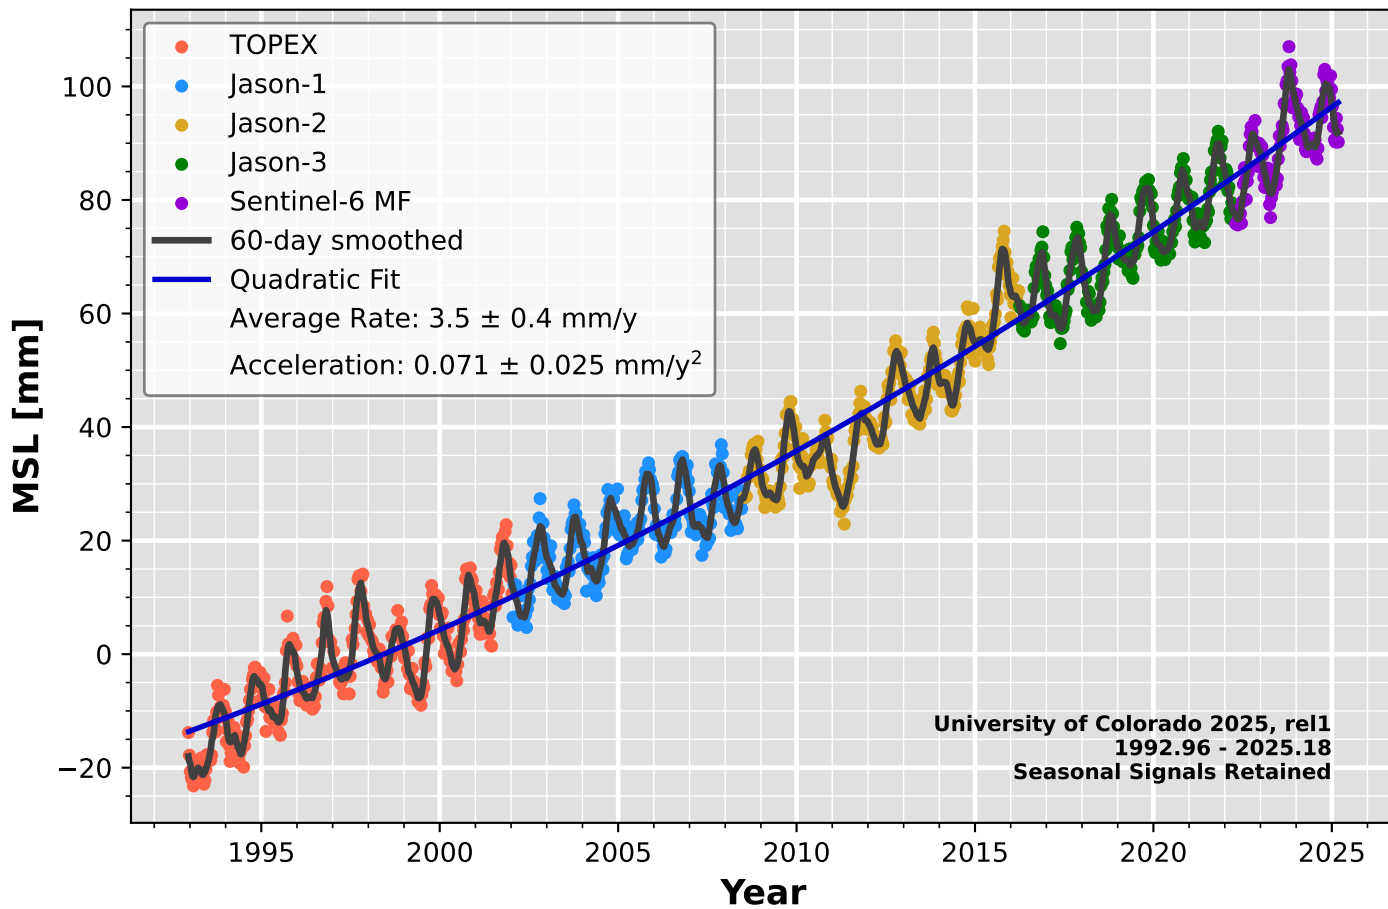 TOPEX
Jason-1
Jason-2
Jason-3
Sentinel-6 MF
60-day smoothed
Quadratic Fit
Average Rate: 3.5 ± 0.4 mm/y
Acceleration: 0.071 ± 0.025 mm/y²
100
80
60
40
20
0
−20
MSL [mm]
University of Colorado 2025, rel1
1992.96 - 2025.18
Seasonal Signals Retained
1995 2000 2005 2010 2015 2020 2025
Year